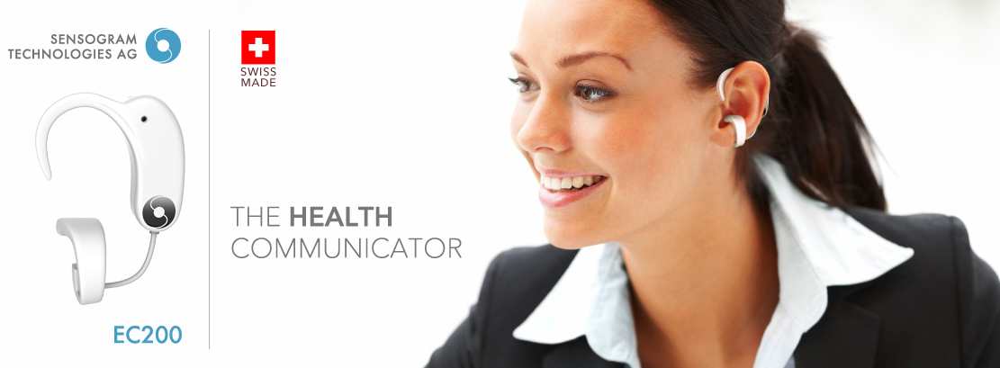 SENSOGRAM
TECHNOLOGIES AG
SWISS
MADE
THE HEALTH
COMMUNICATOR
EC200